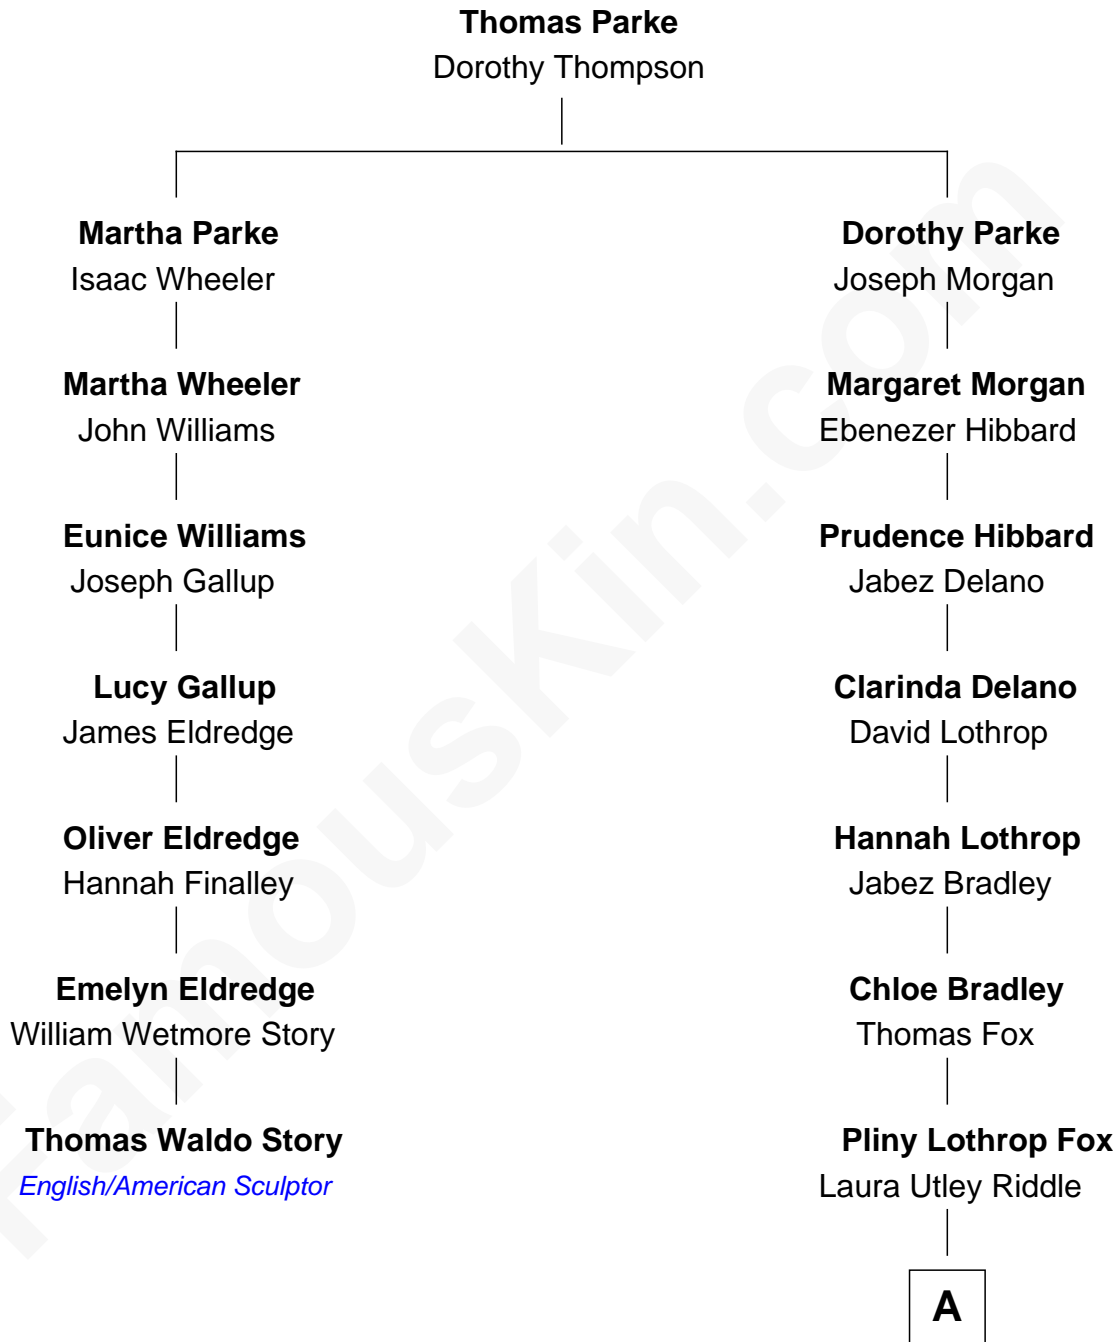 Thomas Parke
Dorothy Thompson
Martha Parke
Isaac Wheeler
Dorothy Parke
Joseph Morgan
Martha Wheeler
John Williams
Margaret Morgan
Ebenezer Hibbard
Eunice Williams
Joseph Gallup
Prudence Hibbard
Jabez Delano
Lucy Gallup
James Eldredge
Clarinda Delano
David Lothrop
Oliver Eldredge
Hannah Finalley
Hannah Lothrop
Jabez Bradley
Emelyn Eldredge
William Wetmore Story
Chloe Bradley
Thomas Fox
Thomas Waldo Story
English/American Sculptor
Pliny Lothrop Fox
Laura Utley Riddle
A
FamousKin.com